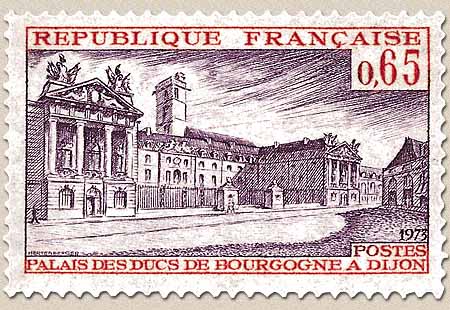 REPUBLIQUE FRANÇAISE
0,65
1973
POSTES
PALAIS DES DUCS DE BOURGOGNE A DIJON